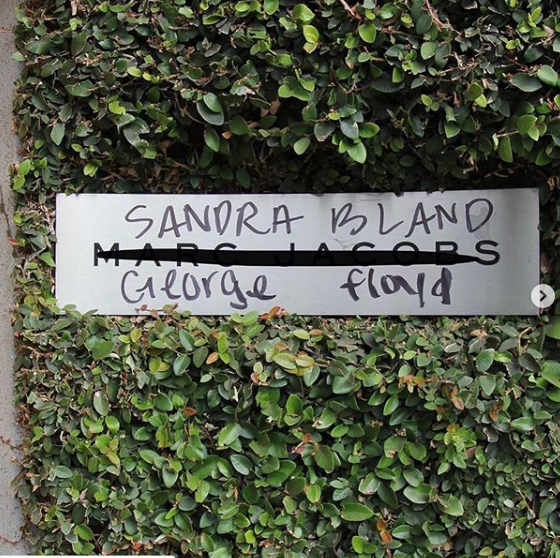 SANDRA BLAND
MARC JACOBS
George floyd